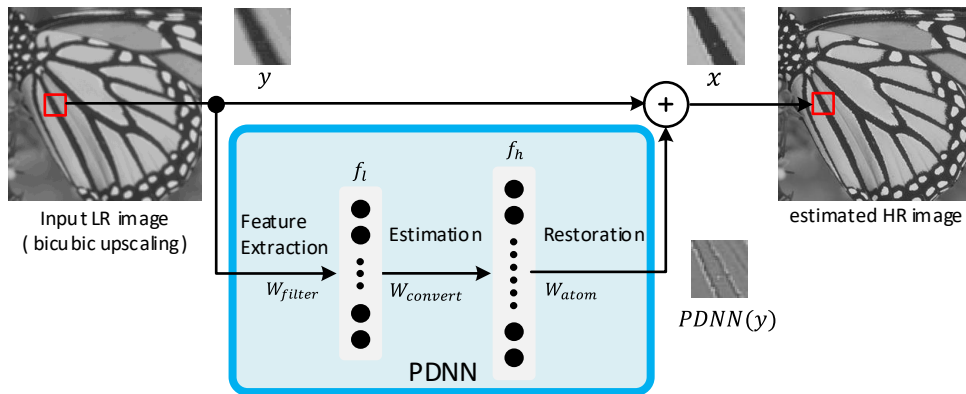 y
x
+
f_l
f_h
Input LR image
( bicubic upscaling)
Feature
Extraction
Estimation
Restoration
W_filter
W_convert
W_atom
PDNN
PDNN(y)
estimated HR image